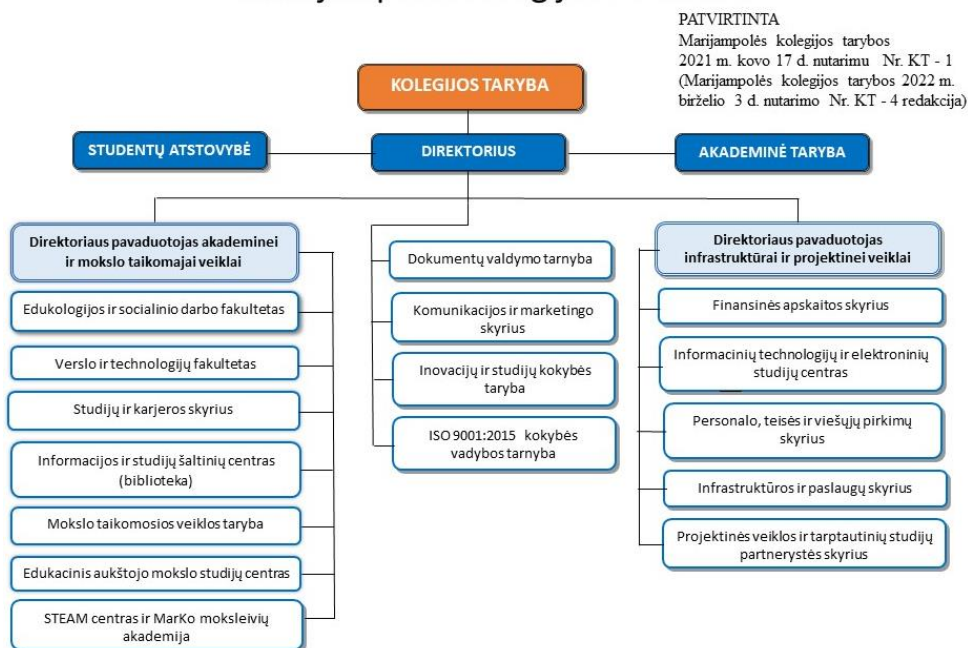 PATVIRTINTA
Marijampolės kolegijos tarybos
2021 m. kovo 17 d. nutarimu Nr. KT - 1
(Marijampolės kolegijos tarybos 2022 m.
birželio 3 d. nutarimo Nr. KT - 4 redakcija)
KOLEGIJOS TARYBA
STUDENTŲ ATSTOVYBĖ
DIREKTORIUS
AKADEMINĖ TARYBA
Direktoriaus pavaduotojas akademinei
ir mokslo taikomajai veiklai
Edukologijos ir socialinio darbo fakultetas
Verslo ir technologijų fakultetas
Studijų ir karjeros skyrius
Informacijos ir studijų šaltinių centras
(biblioteka)
Mokslo taikomosios veiklos taryba
Edukacinis aukštojo mokslo studijų centras
STEAM centras ir MarKo moksleivių
akademija
Dokumentų valdymo tarnyba
Komunikacijos ir marketingo
skyrius
Inovacijų ir studijų kokybės
taryba
ISO 9001:2015 kokybės
vadybos tarnyba
Direktoriaus pavaduotojas
infrastruktūrai ir projektinei veiklai
Finansinės apskaitos skyrius
Informacinių technologijų ir elektroninių
studijų centras
Personalo, teisės ir viešųjų pirkimų
skyrius
Infrastruktūros ir paslaugų skyrius
Projektinės veiklos ir tarptautinių studijų
partnerystės skyrius